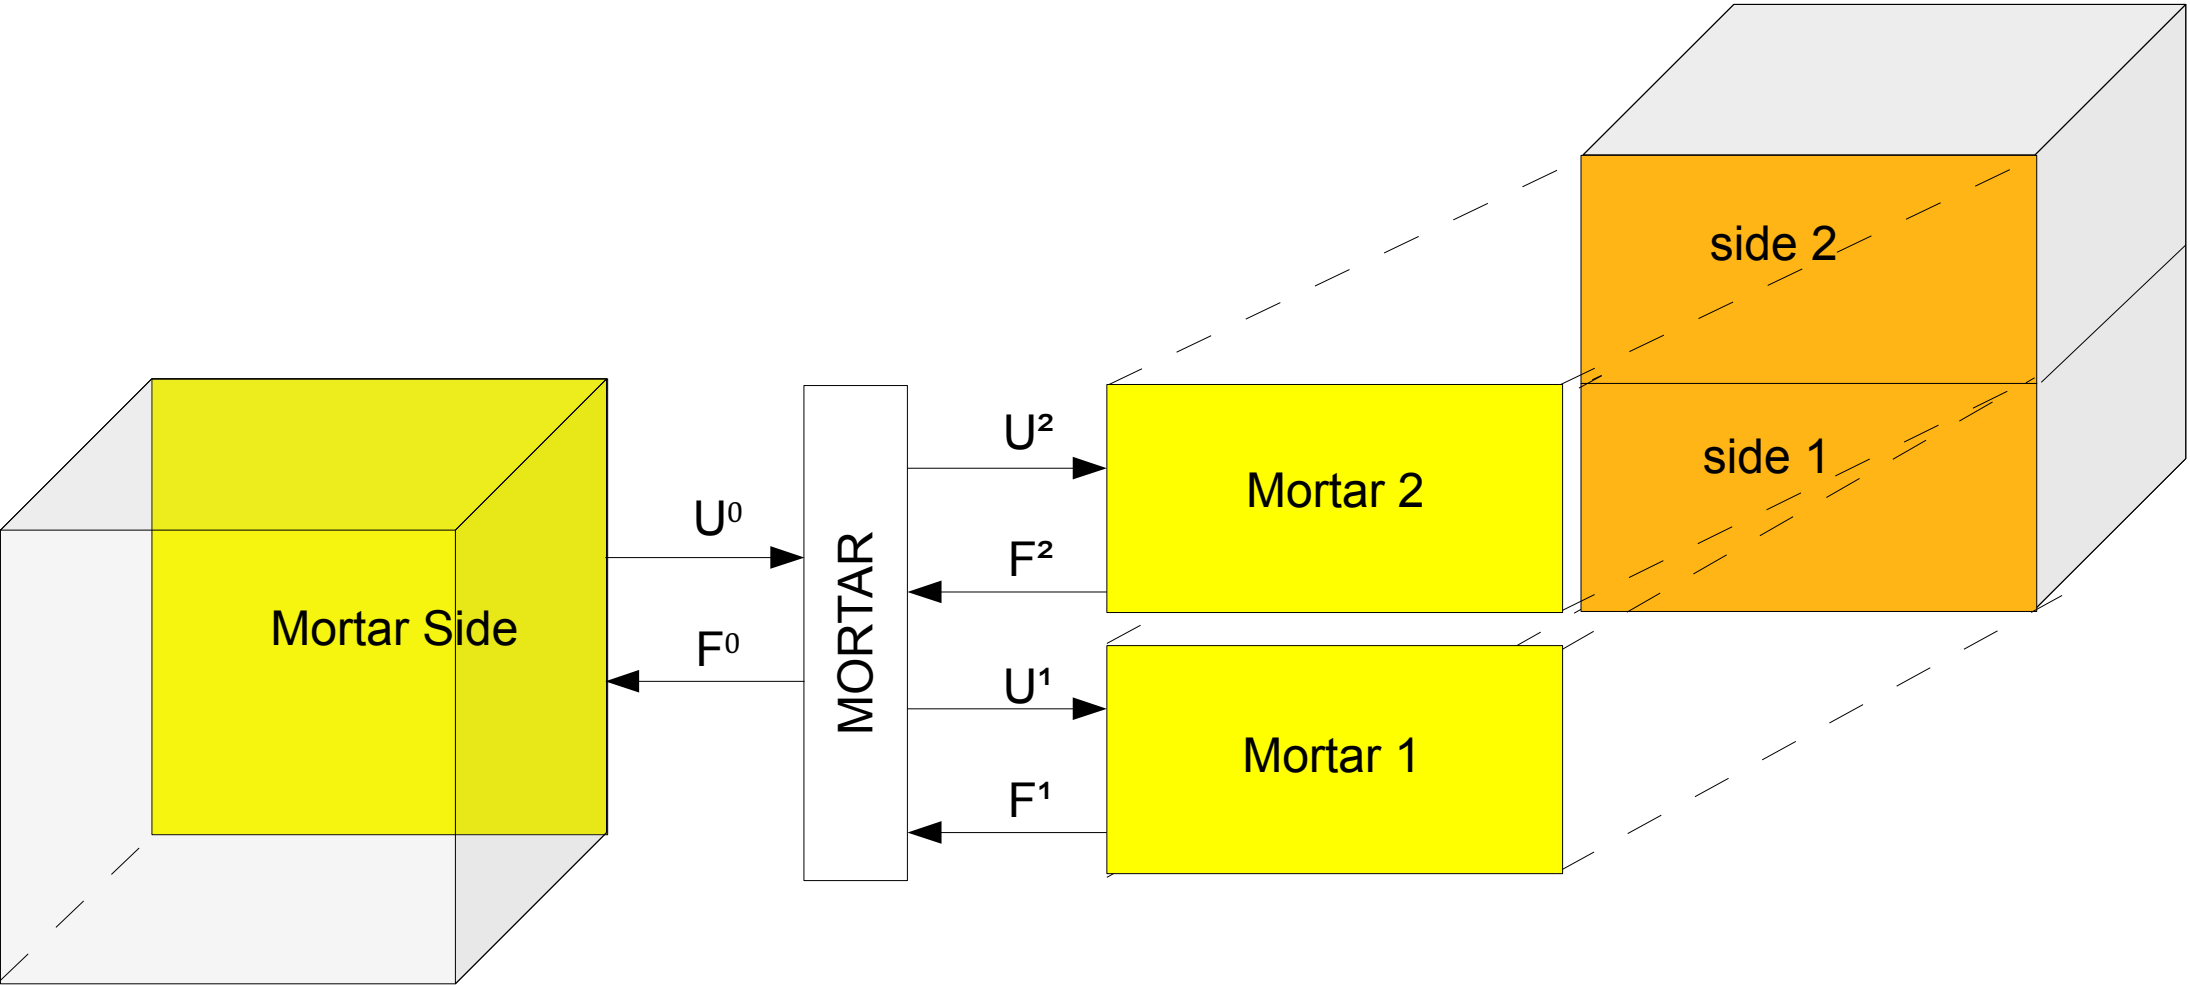 side 2
side 1
U²
Mortar 2
U⁰
F²
Mortar Side
F⁰
MORTAR
U¹
Mortar 1
F¹